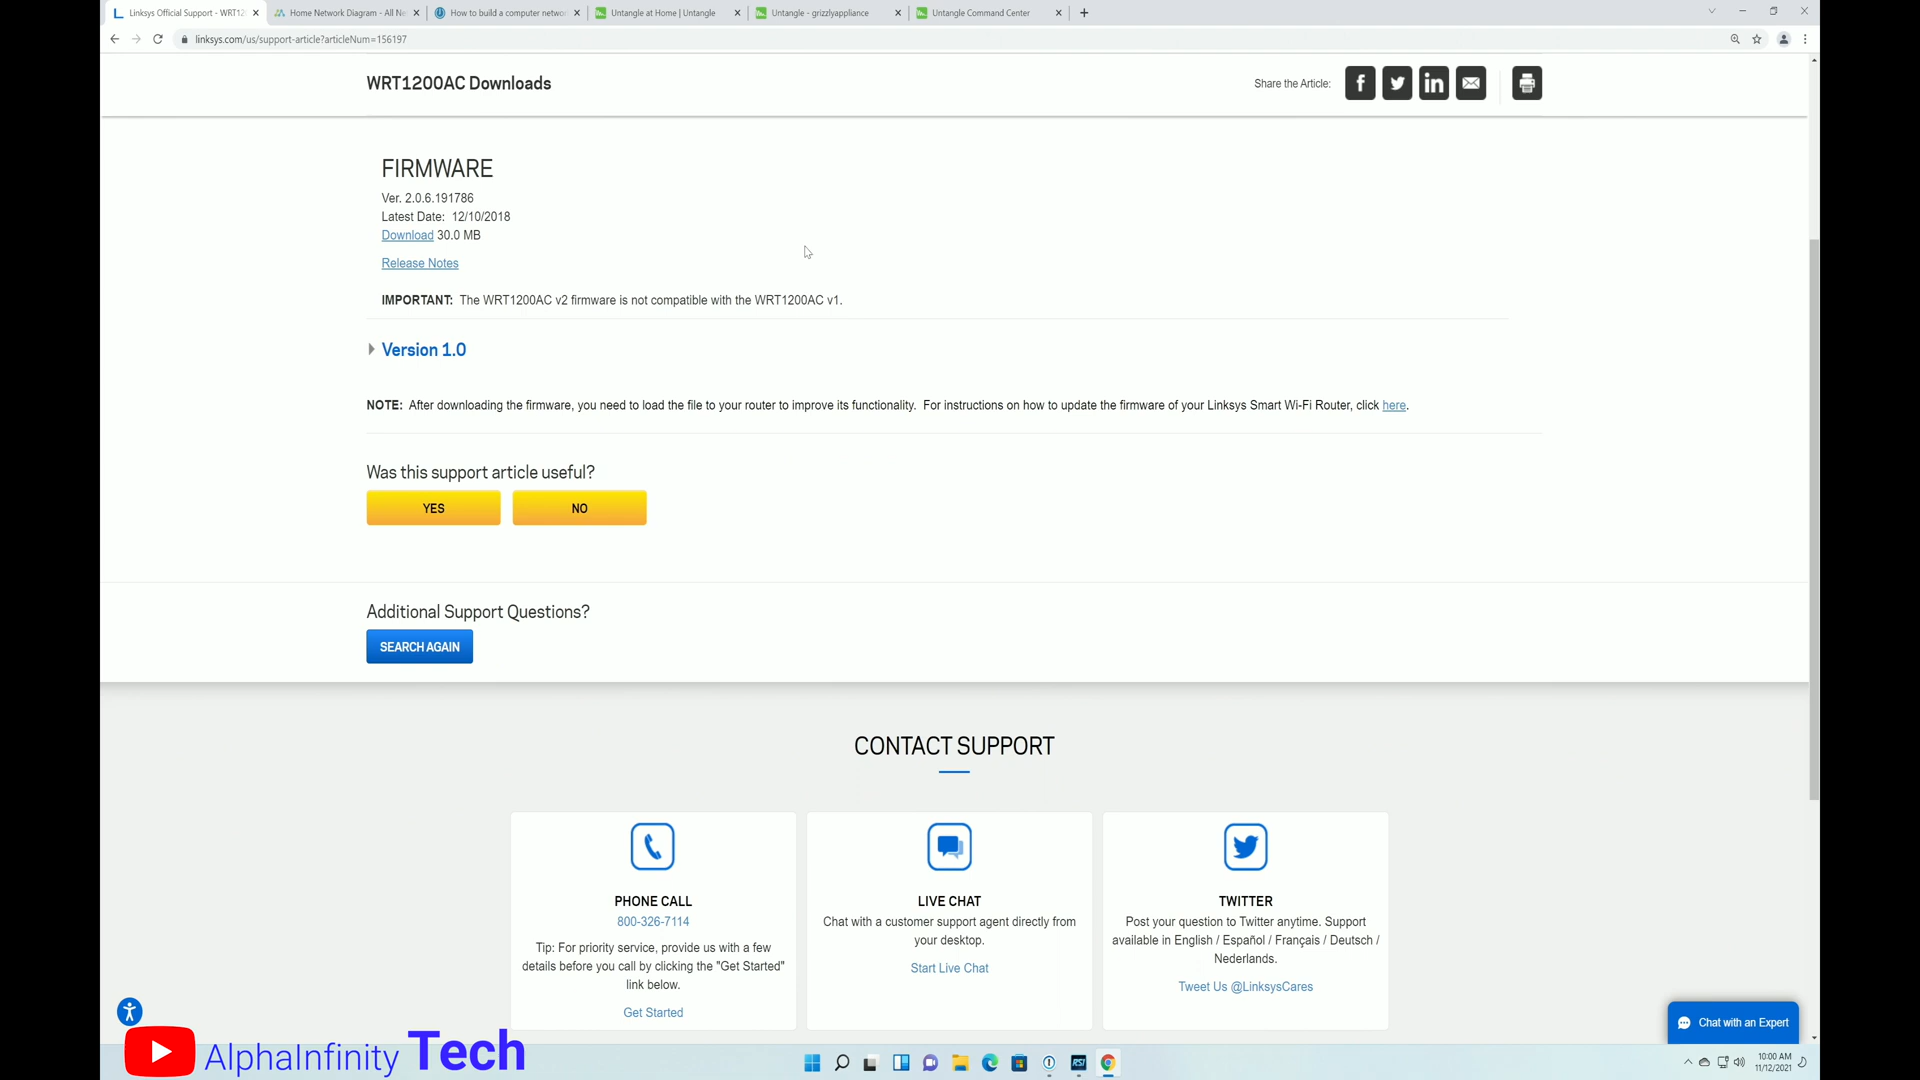 Linksys Official Support - WRT12
Home Network Diagram - All Ne
How to build a computer networ
Untangle at Home | Untangle
Untangle - grizzlyappliance
Untangle Command Center
linksys.com/us/support-article?articleNum=156197
WRT1200AC Downloads
Share the Article:
FIRMWARE
Ver. 2.0.6.191786
Latest Date: 12/10/2018
Download 30.0 MB
Release Notes
IMPORTANT: The WRT1200AC v2 firmware is not compatible with the WRT1200AC v1.
Version 1.0
NOTE: After downloading the firmware, you need to load the file to your router to improve its functionality. For instructions on how to update the firmware of your Linksys Smart Wi-Fi Router, click here.
Was this support article useful?
YES
NO
Additional Support Questions?
SEARCH AGAIN
CONTACT SUPPORT
PHONE CALL
800-326-7114
Tip: For priority service, provide us with a few
details before you call by clicking the "Get Started"
link below.
Get Started
LIVE CHAT
Chat with a customer support agent directly from
your desktop.
Start Live Chat
TWITTER
Post your question to Twitter anytime. Support
available in English / Español / Français / Deutsch /
Nederlands.
Tweet Us @LinksysCares
Chat with an Expert
AlphaInfinity Tech
10:00 AM
11/12/2021